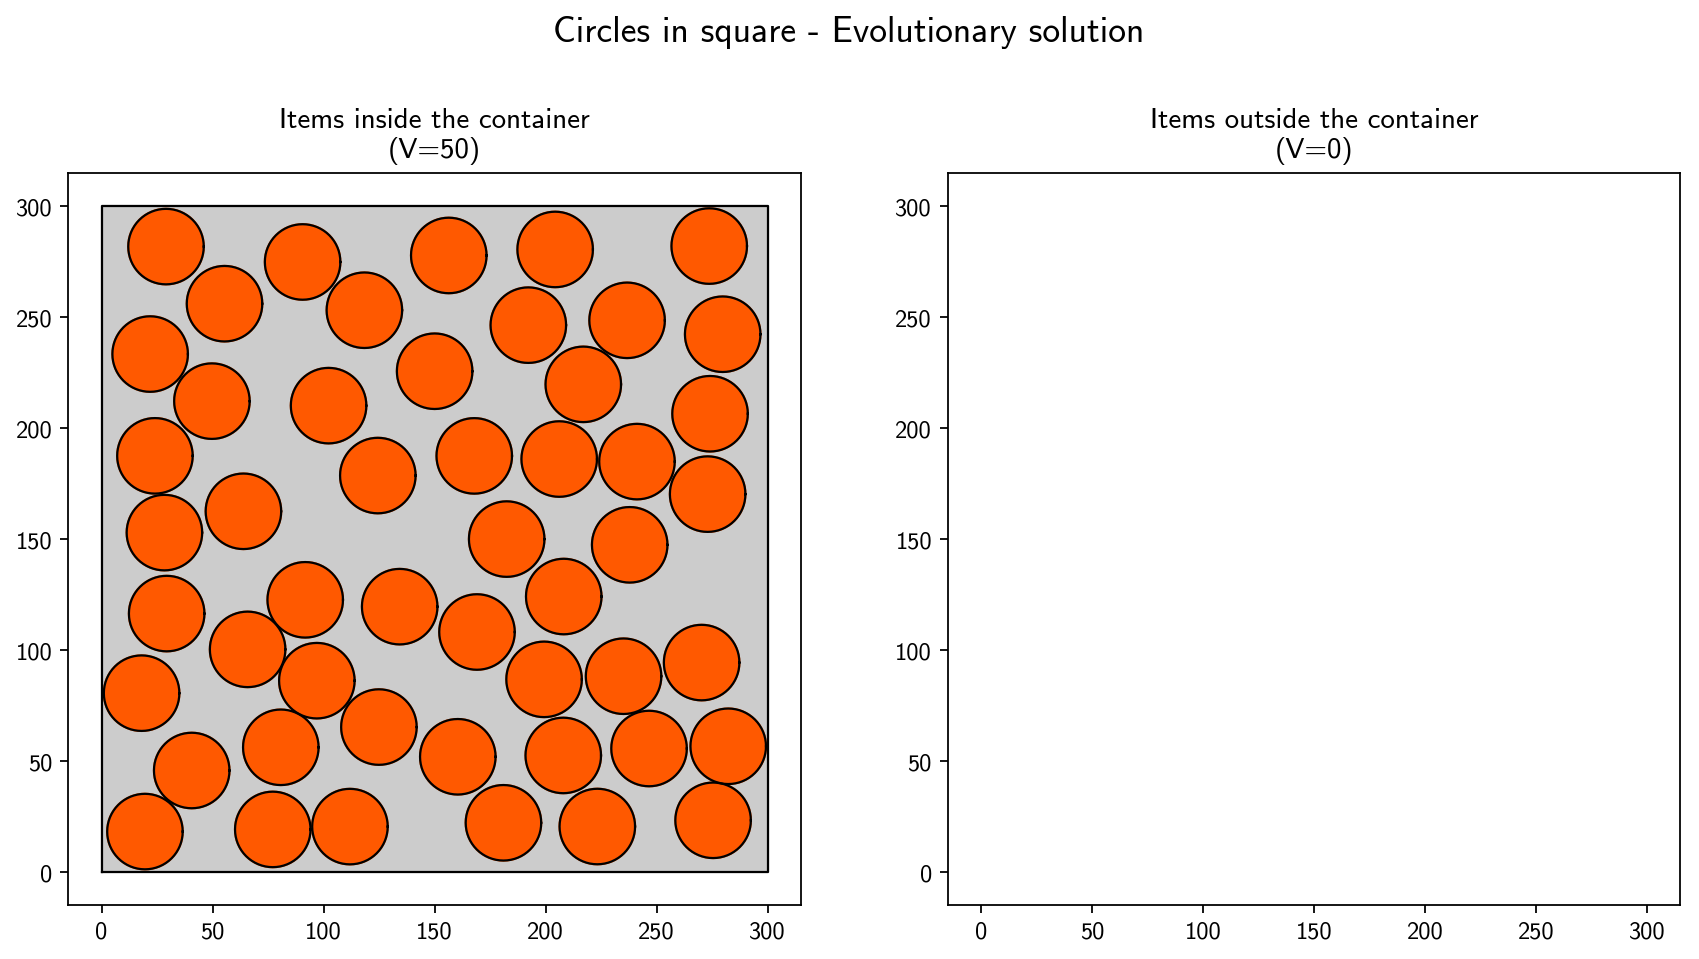 Circles in square - Evolutionary solution
Items inside the container
(V=50)
300
250
200
150
100
50
0
0 50 100 150 200 250 300
Items outside the container
(V=0)
300
250
200
150
100
50
0
0 50 100 150 200 250 300